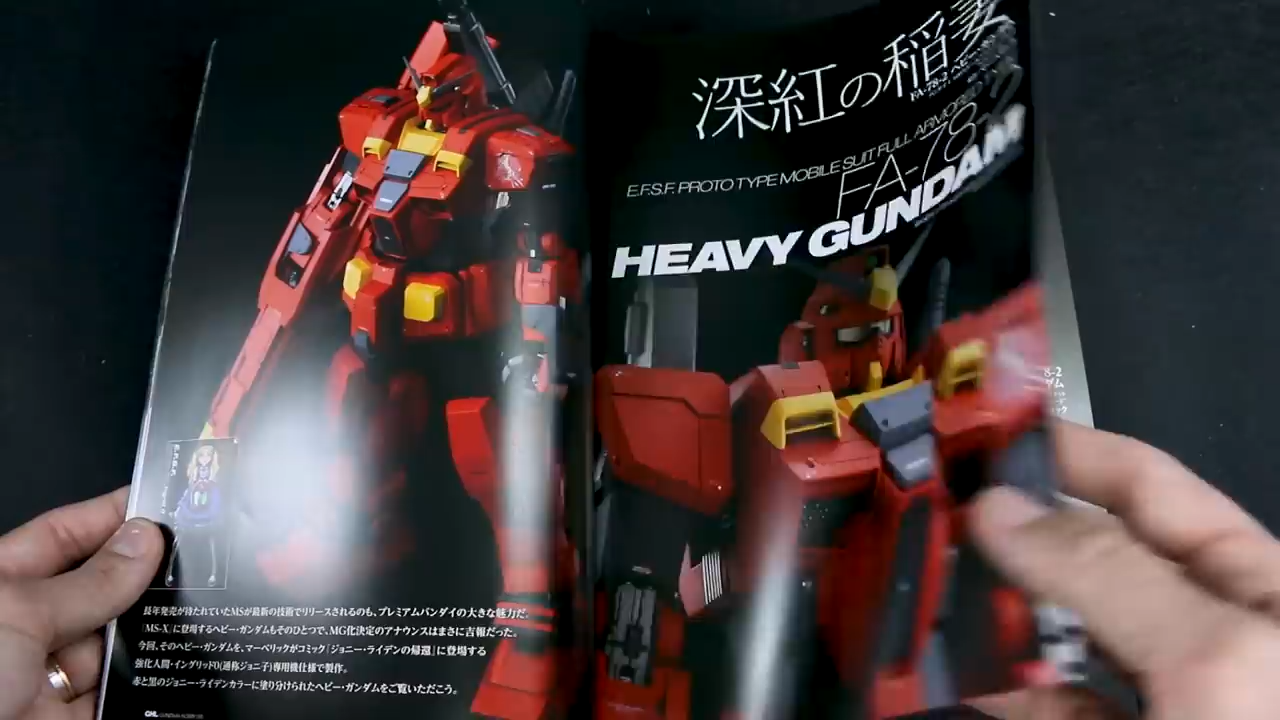 深紅の稲妻
FA-78-2 ヘビー
E.F.S.F. PROTO TYPE MOBILE SUIT FULL ARMORED
FA-78-2
HEAVY GUNDAM
8-2
長年発売が待たれていたMSが最新の技術でリリースされるのも、プレミアムバンダイの大きな魅力だ。
『MS-X』に登場するヘビー・ガンダムもそのひとつで、MG化決定のアナウンスはまさに吉報だった。
今回、そのヘビー・ガンダムを、マーベリックがコミック『ジョニー・ライデンの帰還』に登場する
強化人間・イングリッド0(通称ジョニ子)専用機仕様で製作。
赤と黒のジョニー・ライデンカラーに塗り分けられたヘビー・ガンダムをご覧いただこう。